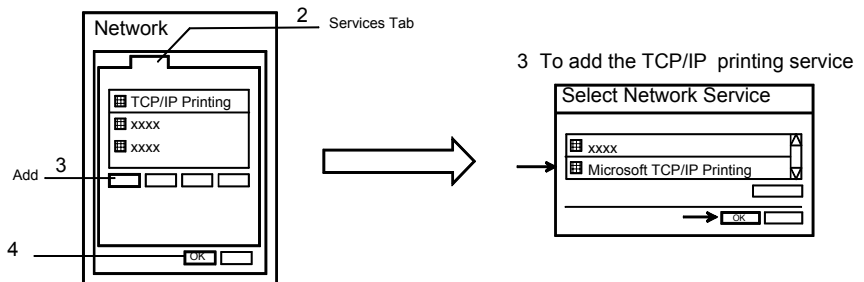 Network
2 Services Tab
TCP/IP Printing
xxxx
xxxx
Add 3
4
OK
3 To add the TCP/IP printing service
Select Network Service
xxxx
Microsoft TCP/IP Printing
OK